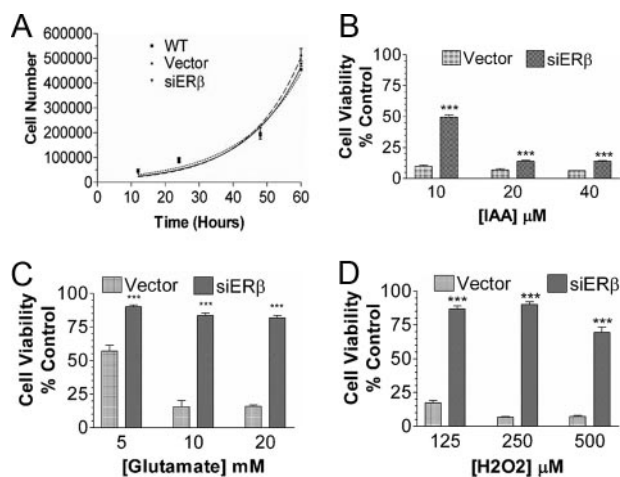 A
Cell Number
600000
500000
400000
300000
200000
100000
0
WT
Vector
siERβ
0 10 20 30 40 50 60
Time (Hours)
B
Vector siERβ
Cell Viability
% Control
100
75
50
25
0
***
***
***
10 20 40
[IAA] μM
C
Vector siERβ
Cell Viability
% Control
100
75
50
25
0
***
***
***
5 10 20
[Glutamate] mM
D
Vector siERβ
Cell Viability
% Control
100
75
50
25
0
***
***
***
125 250 500
[H2O2] μM